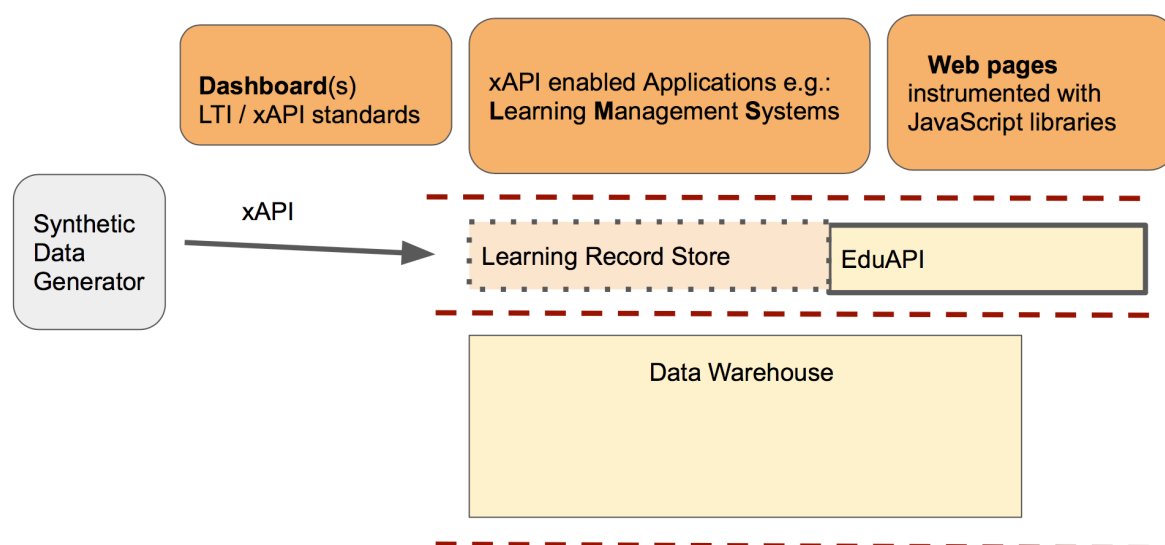 Dashboard(s)
LTI / xAPI standards
xAPI enabled Applications e.g.:
Learning Management Systems
Web pages
instrumented with
JavaScript libraries
Synthetic
Data
Generator
xAPI
Learning Record Store
EduAPI
Data Warehouse